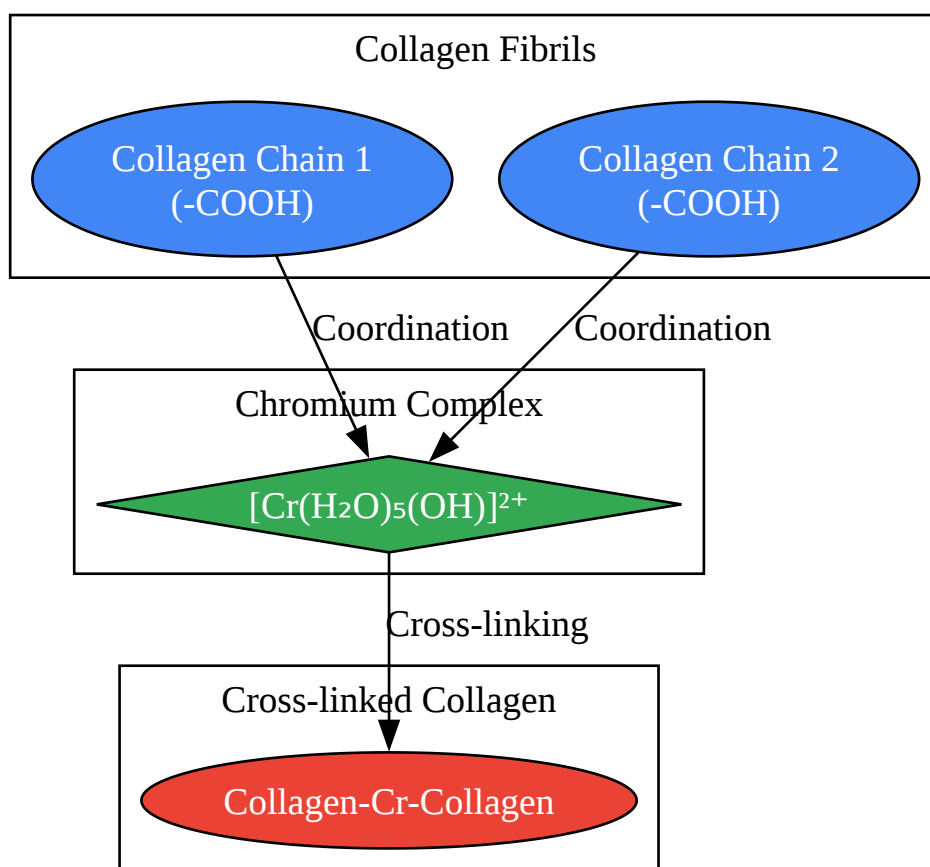 Collagen Fibrils
Collagen Chain 1
(-COOH)
Collagen Chain 2
(-COOH)
Coordination
Coordination
Chromium Complex
[Cr(H₂O)₅(OH)]²⁺
Cross-linking
Cross-linked Collagen
Collagen-Cr-Collagen